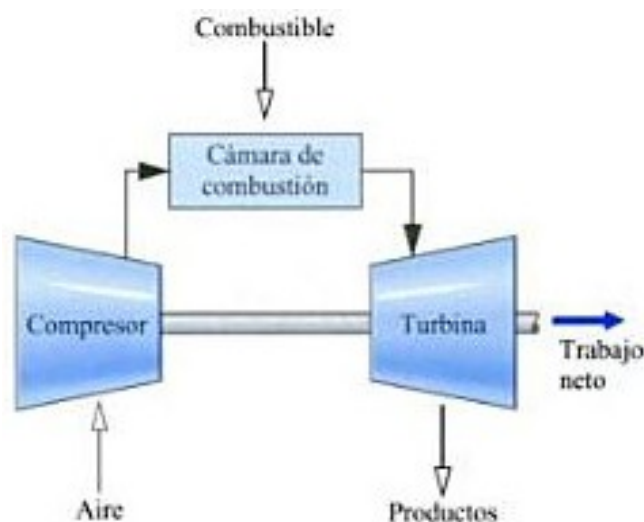 Combustible
Cámara de
combustión
Compresor
Turbina
Trabajo
neto
Aire
Productos